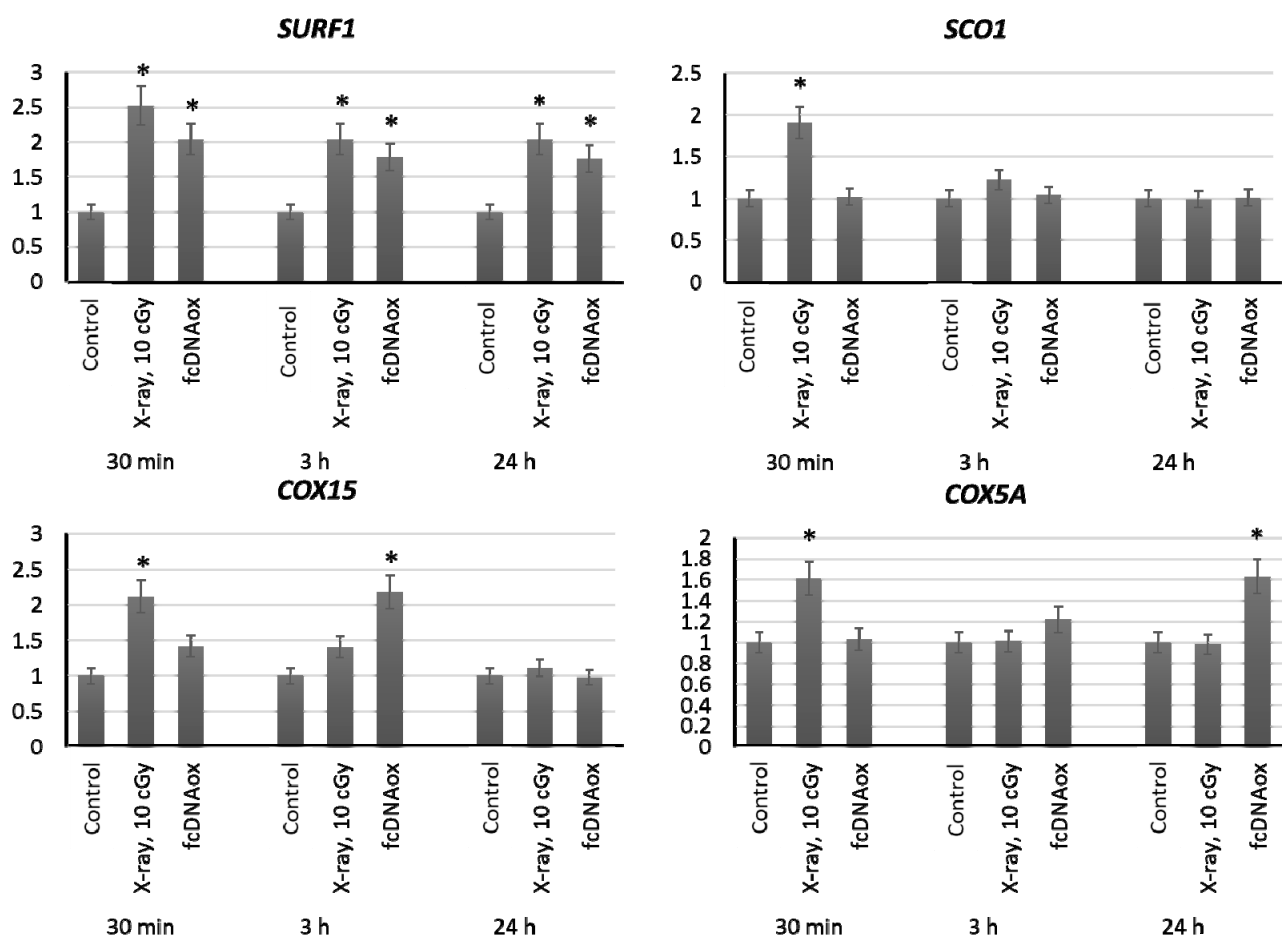 SURF1
3
2.5
2
1.5
1
0.5
0
* * * * * *
Control X-ray, 10 cGy fcDNAox Control X-ray, 10 cGy fcDNAox Control X-ray, 10 cGy fcDNAox
30 min 3 h 24 h
SCO1
2.5
2
1.5
1
0.5
0
*
Control X-ray, 10 cGy fcDNAox Control X-ray, 10 cGy fcDNAox Control X-ray, 10 cGy fcDNAox
30 min 3 h 24 h
COX15
3
2.5
2
1.5
1
0.5
0
* *
Control X-ray, 10 cGy fcDNAox Control X-ray, 10 cGy fcDNAox Control X-ray, 10 cGy fcDNAox
30 min 3 h 24 h
COX5A
2
1.8
1.6
1.4
1.2
1
0.8
0.6
0.4
0.2
0
* *
Control X-ray, 10 cGy fcDNAox Control X-ray, 10 cGy fcDNAox Control X-ray, 10 cGy fcDNAox
30 min 3 h 24 h